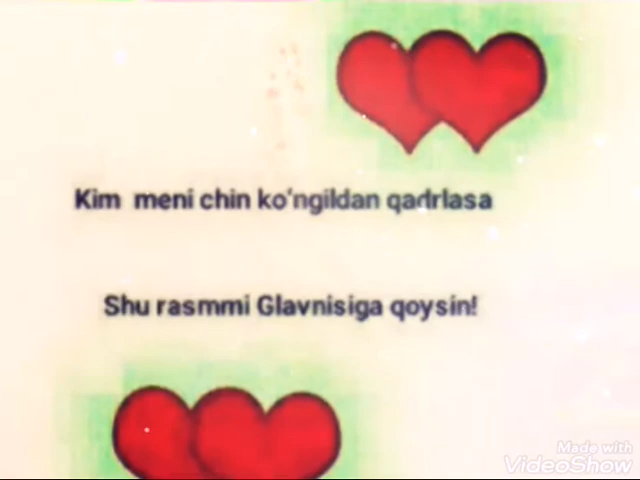 Kim meni chin ko'ngildan qadrlasa
Shu rasmmi Glavnisiga qoysin!
Made with
VideoShow